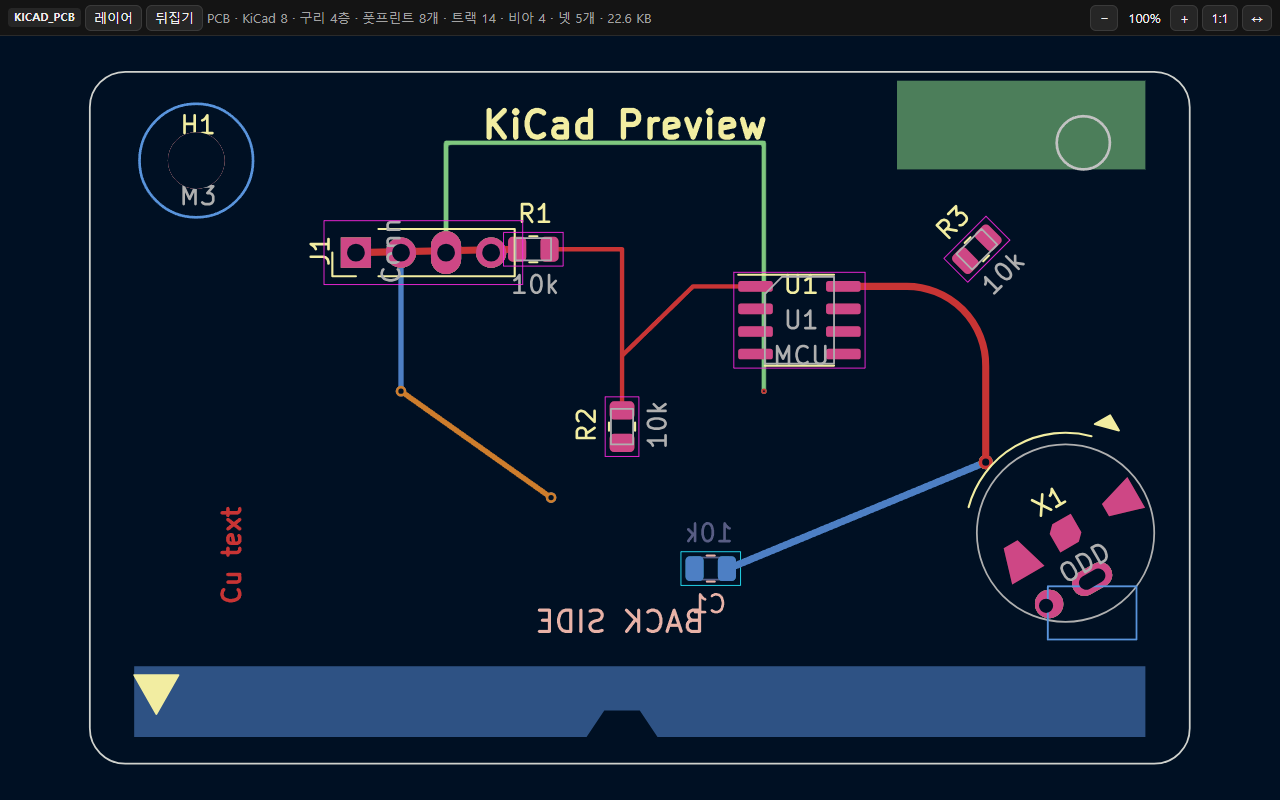 KICAD_PCB 레이어 뒤집기 PCB · KiCad 8 · 구리 4층 · 풋프린트 8개 · 트랙 14 · 비아 4 · 넷 5개 · 22.6 KB − 100% + 1:1 ↔
H1
M3
KiCad Preview
J1
Conn
R1
10k
R3
10k
U1
U1
MCU
R2
10k
X1
ODD
Cu text
10k
C1
BACK SIDE